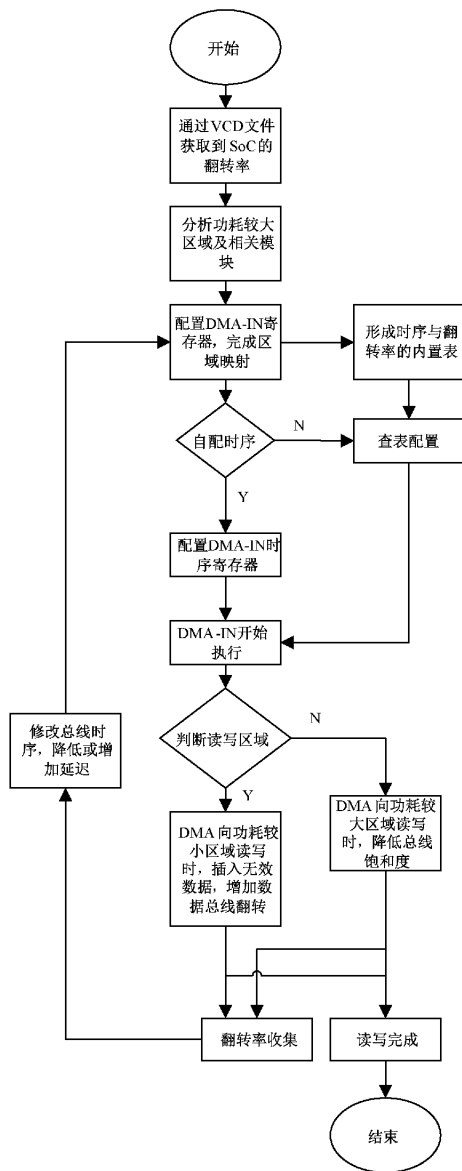 开始
通过VCD文件
获取到SoC的
翻转率
分析功耗较大
区域及相关模
块
配置DMA-IN寄
存器，完成区
域映射
形成时序与翻
转率的内置表
自配时序
N
查表配置
Y
配置DMA-IN时
序寄存器
DMA-IN开始
执行
修改总线时
序，降低或增
加延迟
判断读写区域
N
Y
DMA向功耗较
小区域读写
时，插入无效
数据，增加数
据总线翻转
DMA向功耗较
大区域读写
时，降低总线
饱和度
翻转率收集
读写完成
结束